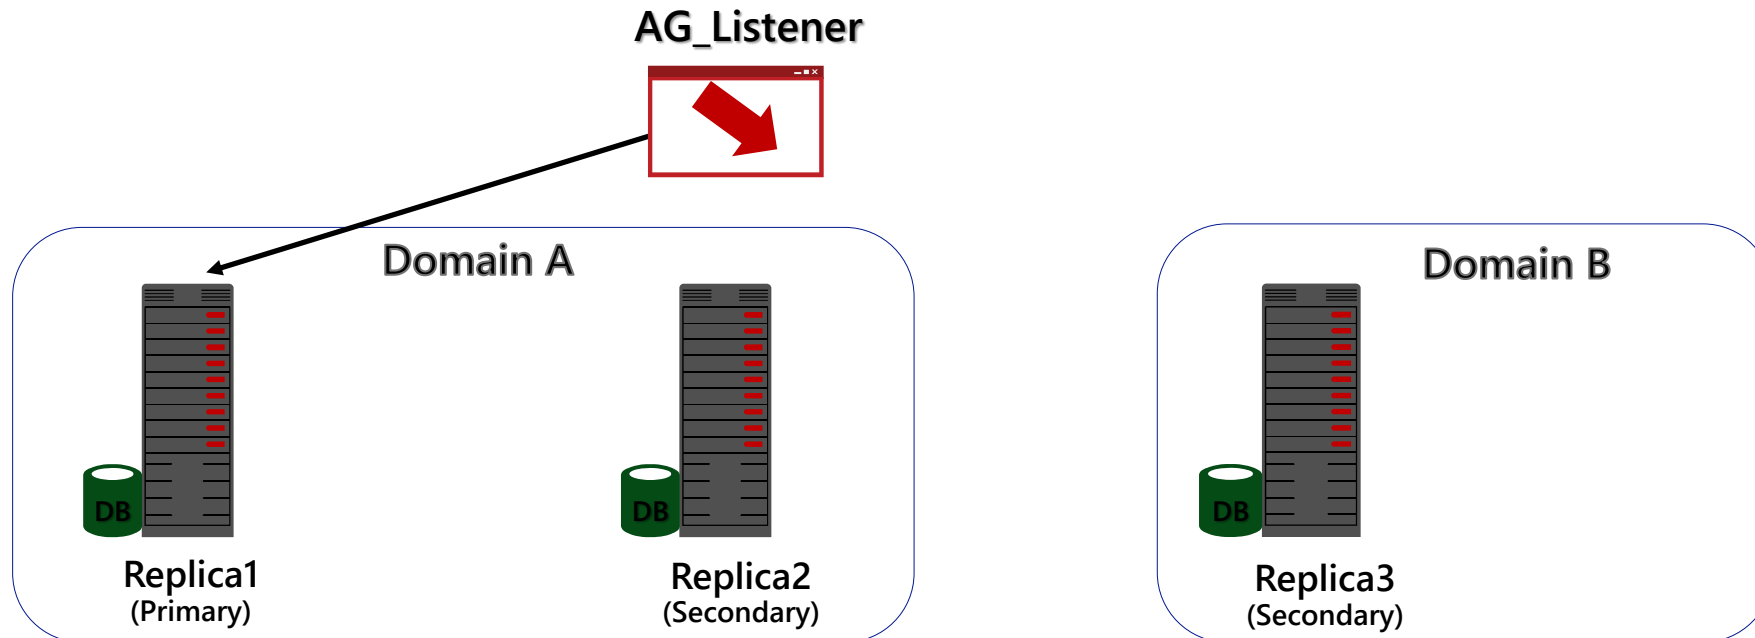 AG_Listener
Domain A
Domain B
DB
DB
DB
Replica1
(Primary)
Replica2
(Secondary)
Replica3
(Secondary)